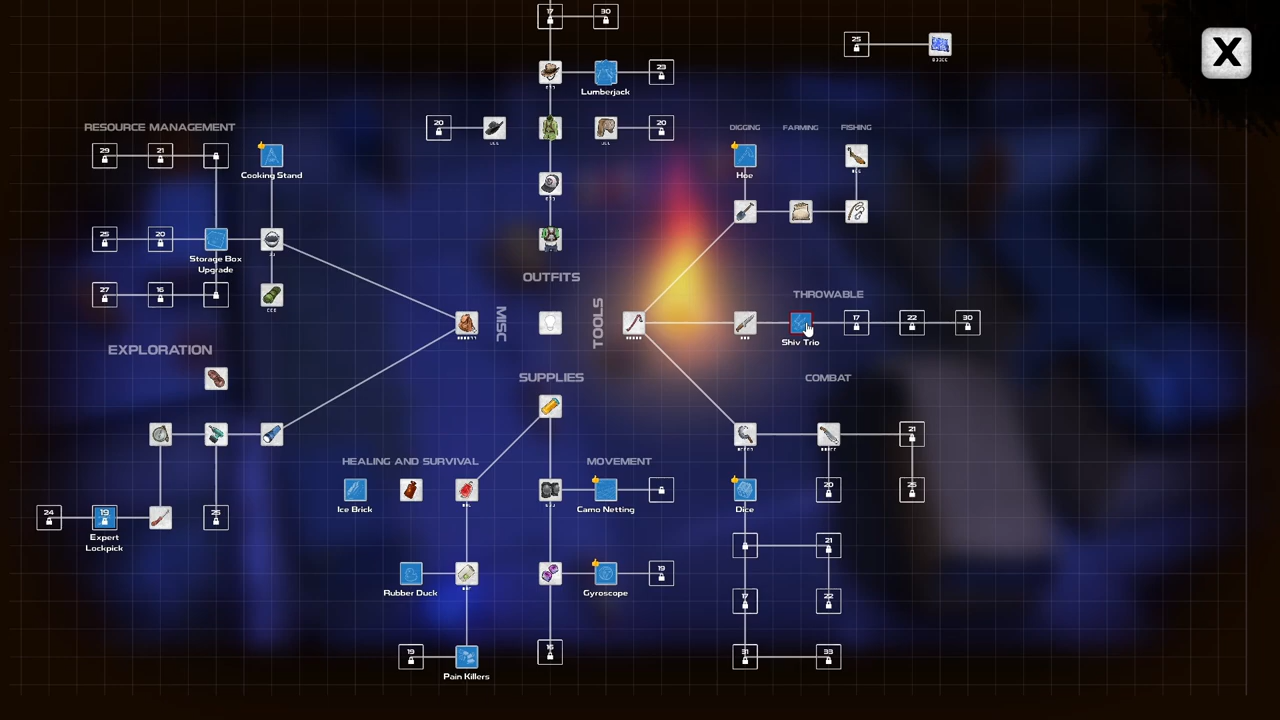 17 30
25
X
23
Lumberjack
RESOURCE MANAGEMENT
20 20
DIGGING FARMING FISHING
29 21
Cooking Stand
Hoe
25 20
Storage Box
Upgrade
OUTFITS
27 16
THROWABLE
MISC
TOOLS
17 22 30
Shiv Trio
EXPLORATION
SUPPLIES
COMBAT
21
HEALING AND SURVIVAL
MOVEMENT
20 25
Ice Brick
Camo Netting
Dice
24 19 25
Expert
Lockpick
21
19
Rubber Duck
Gyroscope
17 22
19 16
31 33
Pain Killers